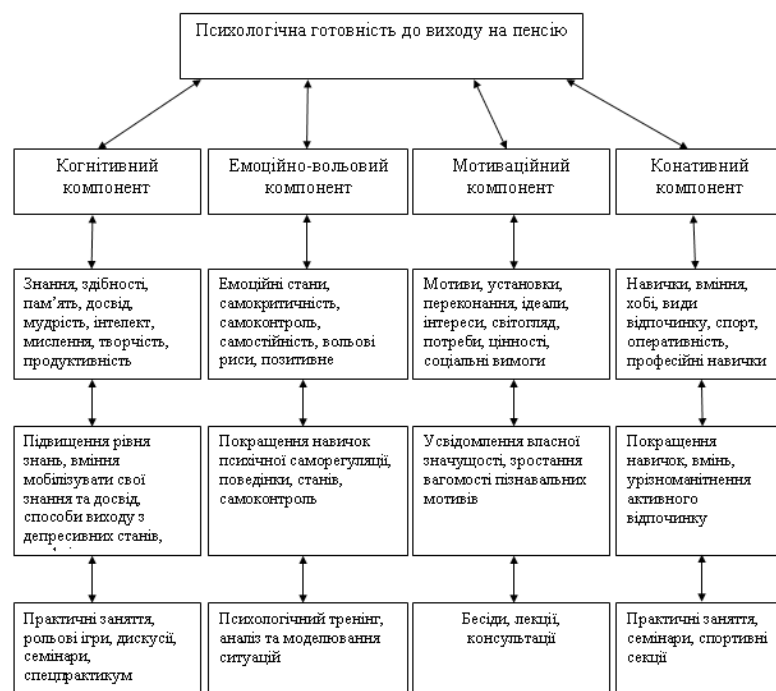 Психологічна готовність до виходу на пенсію
Когнітивний
компонент
Емоційно-вольовий
компонент
Мотиваційний
компонент
Конативний
компонент
Знання, здібності,
пам’ять, досвід,
мудрість, інтелект,
мислення, творчість,
продуктивність
Емоційні стани,
самокритичність,
самоконтроль,
самостійність, вольові
риси, позитивне
Мотиви, установки,
переконання, ідеали,
інтереси, світогляд,
потреби, цінності,
соціальні вимоги
Навички, вміння,
хобі, види
відпочинку, спорт,
оперативність,
професійні навички
Підвищення рівня
знань, вміння
мобілізувати свої
знання та досвід,
способи виходу з
депресивних станів,
Покращення навичок
психічної саморегуляції,
поведінки, станів,
самоконтроль
Усвідомлення власної
значущості, зростання
вагомості пізнавальних
мотивів
Покращення
навичок, вмінь,
урізноманітнення
активного
відпочинку
Практичні заняття,
рольові ігри, дискусії,
семінари,
спецпрактикум
Психологічний тренінг,
аналіз та моделювання
ситуацій
Бесіди, лекції,
консультації
Практичні заняття,
семінари, спортивні
секції